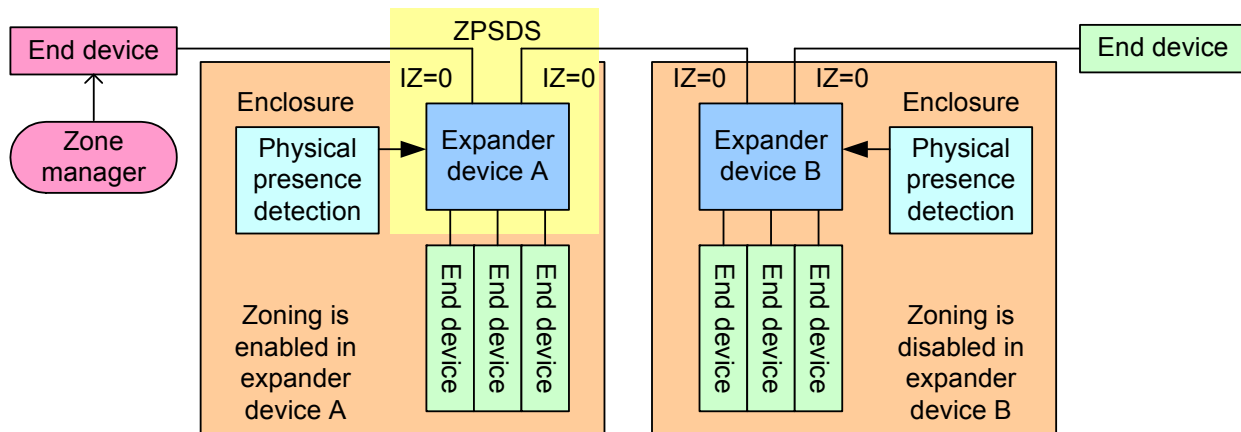 End device
Zone
manager
ZPSDS
IZ=0
IZ=0
Enclosure
Physical
presence
detection
Expander
device A
End device
End device
End device
Zoning is
enabled in
expander
device A
IZ=0
IZ=0
Expander
device B
Enclosure
Physical
presence
detection
End device
End device
End device
Zoning is
disabled in
expander
device B
End device